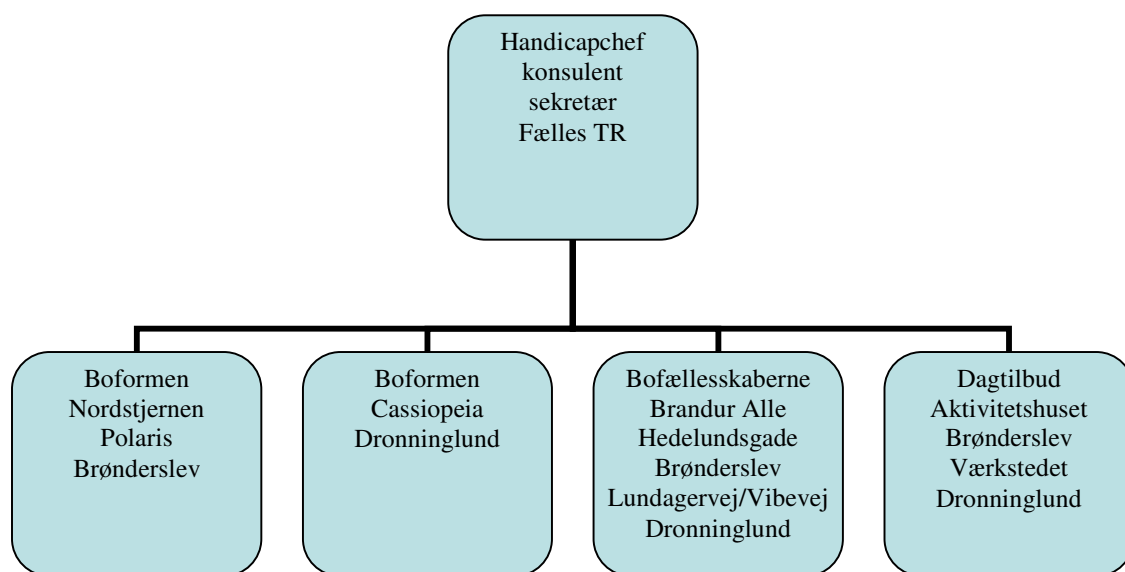 Handicapchef
konsulent
sekretær
Fælles TR
Boformen
Nordstjernen
Polaris
Brønderslev
Boformen
Cassiopeia
Dronninglund
Bofællesskaberne
Brandur Alle
Hedelundsgade
Brønderslev
Lundagervej/Vibevej
Dronninglund
Dagtilbud
Aktivitetshuset
Brønderslev
Værkstedet
Dronninglund